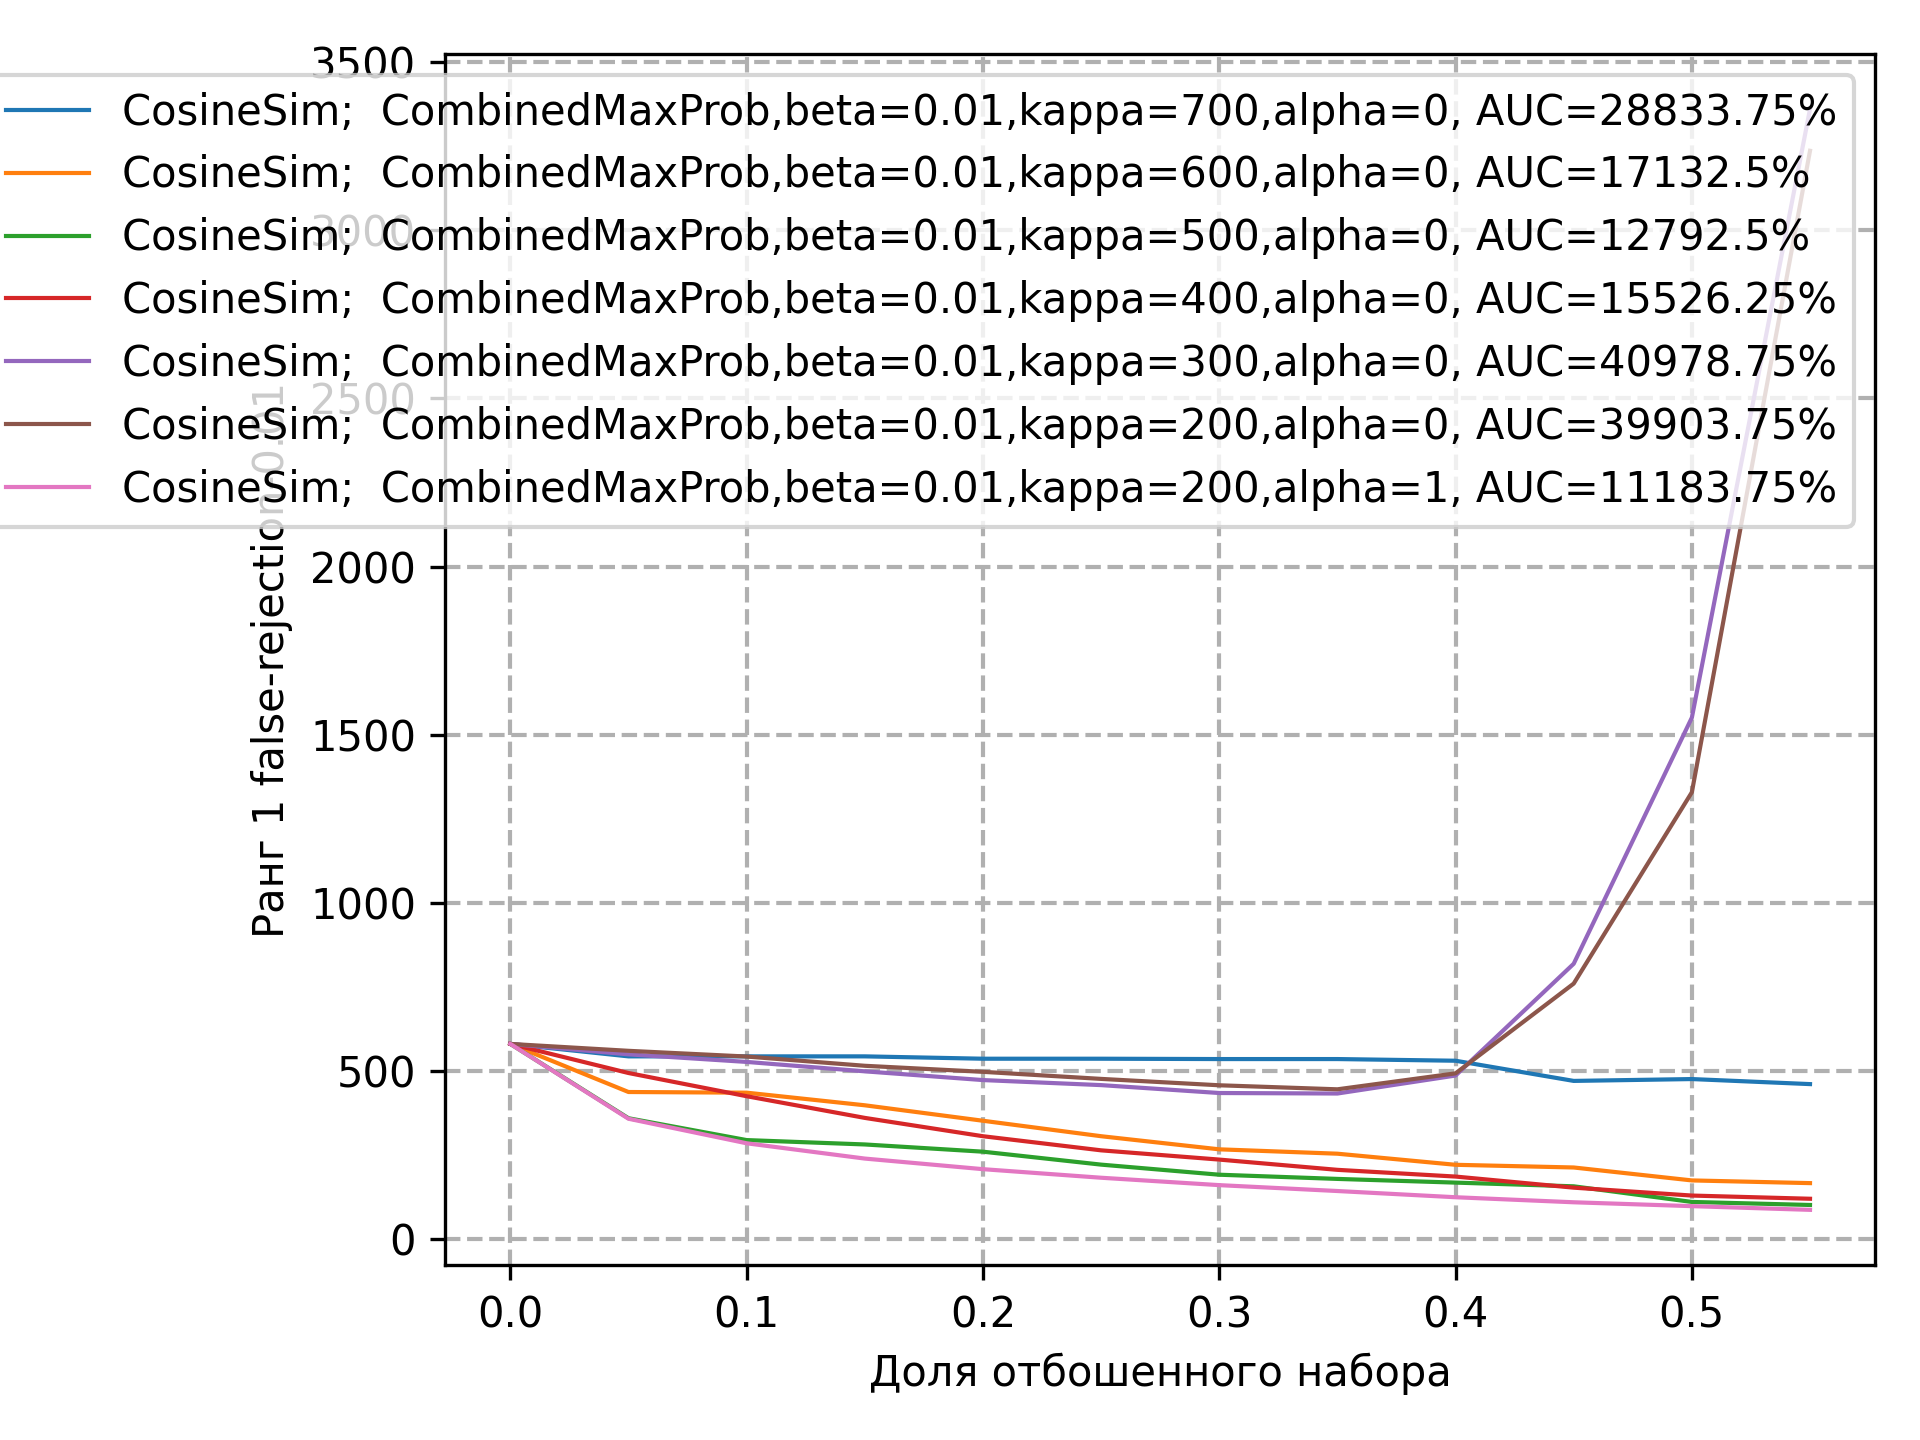 3500
CosineSim;  CombinedMaxProb,beta=0.01,kappa=700,alpha=0, AUC=28833.75%
CosineSim;  CombinedMaxProb,beta=0.01,kappa=600,alpha=0, AUC=17132.5%
3000
CosineSim;  CombinedMaxProb,beta=0.01,kappa=500,alpha=0, AUC=12792.5%
CosineSim;  CombinedMaxProb,beta=0.01,kappa=400,alpha=0, AUC=15526.25%
CosineSim;  CombinedMaxProb,beta=0.01,kappa=300,alpha=0, AUC=40978.75%
2500
CosineSim;  CombinedMaxProb,beta=0.01,kappa=200,alpha=0, AUC=39903.75%
CosineSim;  CombinedMaxProb,beta=0.01,kappa=200,alpha=1, AUC=11183.75%
Ранг 1 false-rejection 0.01
2000
1500
1000
500
0
0.0 0.1 0.2 0.3 0.4 0.5
Доля отбошенного набора